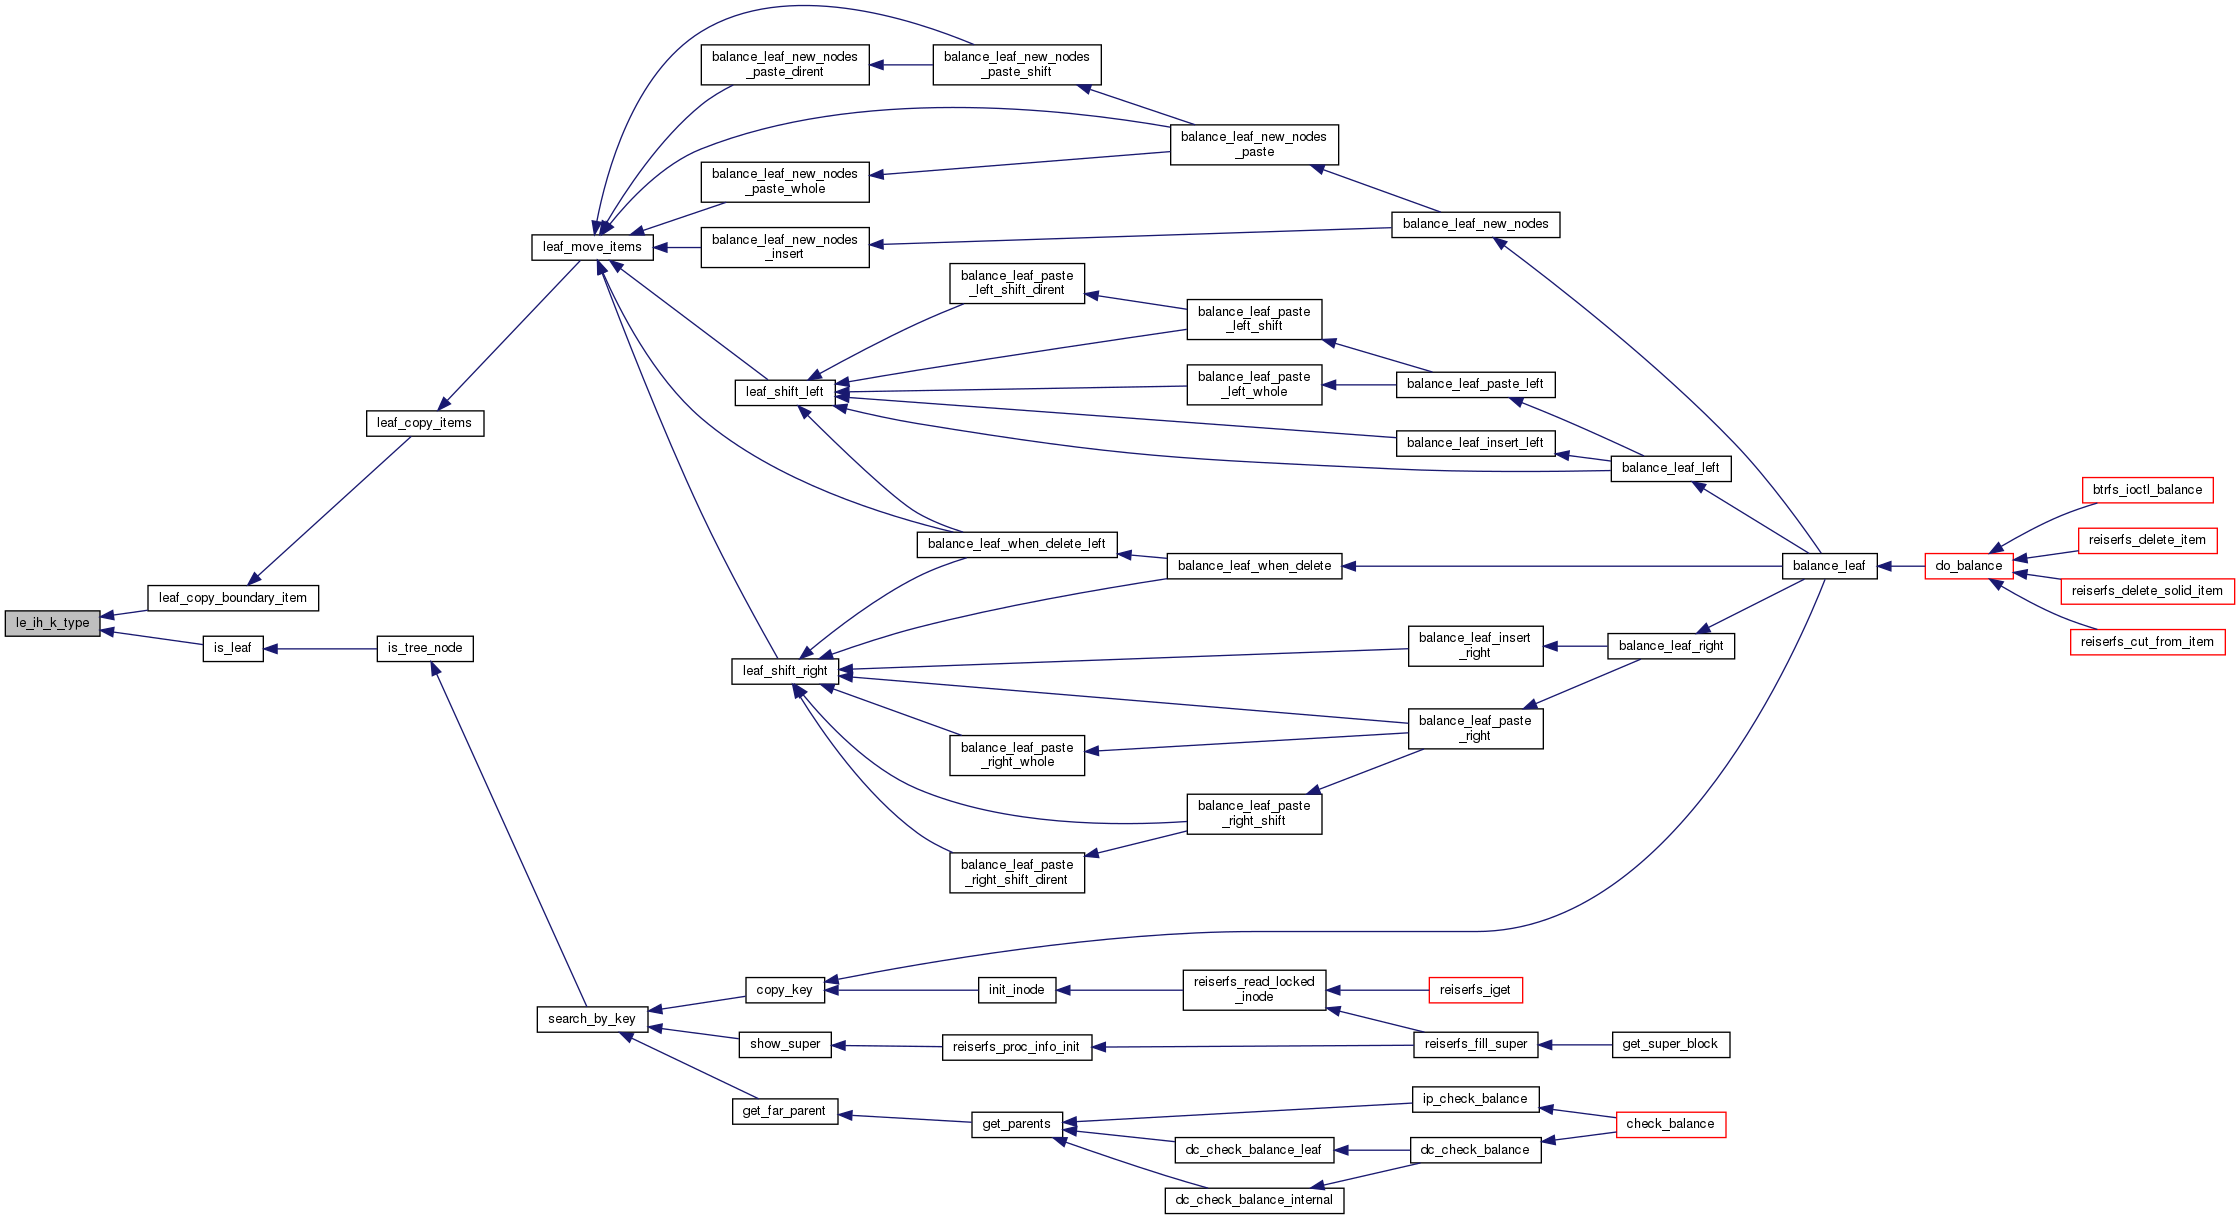 le_ih_k_type
leaf_copy_boundary_item
is_leaf
leaf_copy_items
is_tree_node
leaf_move_items
search_by_key
balance_leaf_new_nodes
_paste_dirent
balance_leaf_new_nodes
_paste_whole
balance_leaf_new_nodes
_insert
leaf_shift_left
leaf_shift_right
copy_key
show_super
get_far_parent
balance_leaf_new_nodes
_paste_shift
balance_leaf_paste
_left_shift_dirent
balance_leaf_when_delete_left
balance_leaf_paste
_right_whole
balance_leaf_paste
_right_shift_dirent
init_inode
reiserfs_proc_info_init
get_parents
balance_leaf_new_nodes
_paste
balance_leaf_paste
_left_shift
balance_leaf_paste
_left_whole
balance_leaf_when_delete
balance_leaf_paste
_right_shift
reiserfs_read_locked
_inode
dc_check_balance_leaf
dc_check_balance_internal
balance_leaf_new_nodes
balance_leaf_paste_left
balance_leaf_insert_left
balance_leaf_insert
_right
balance_leaf_paste
_right
reiserfs_iget
reiserfs_fill_super
ip_check_balance
dc_check_balance
balance_leaf_left
balance_leaf_right
get_super_block
check_balance
balance_leaf
do_balance
btrfs_ioctl_balance
reiserfs_delete_item
reiserfs_delete_solid_item
reiserfs_cut_from_item